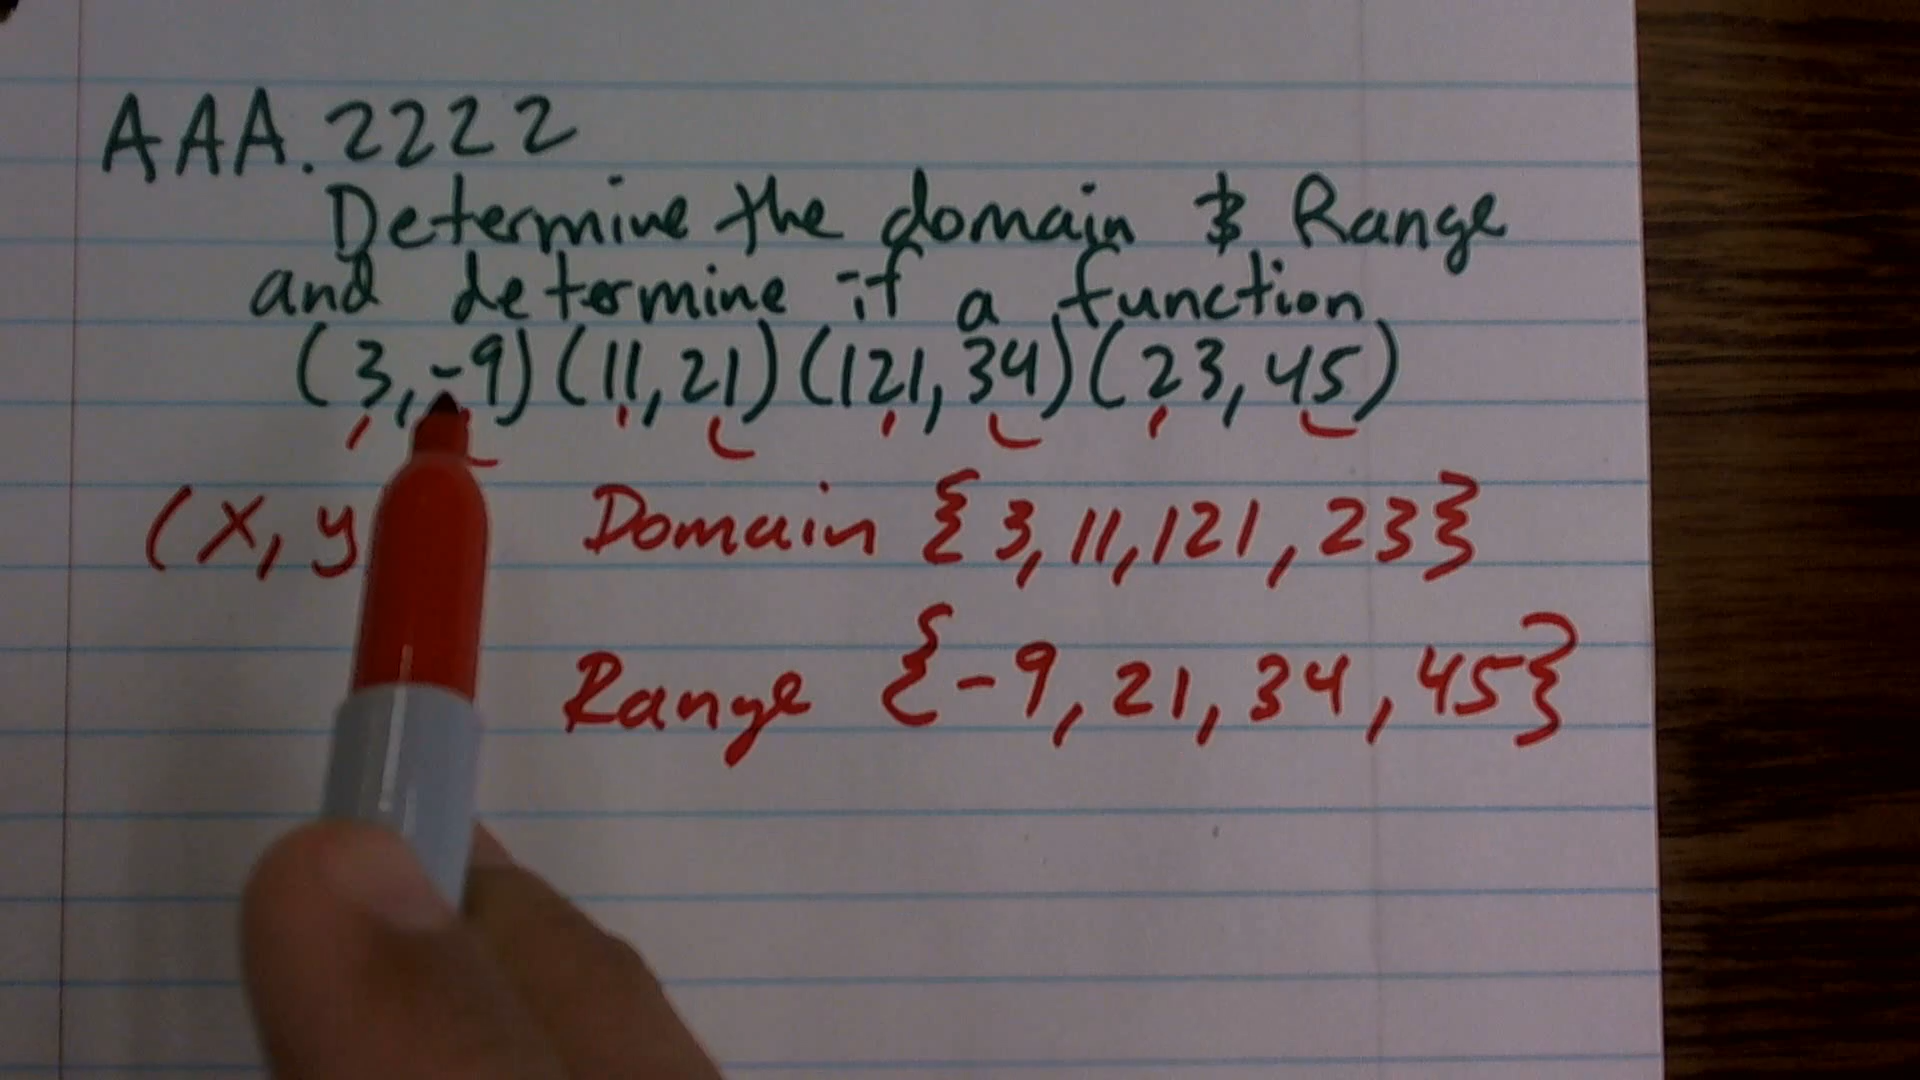 AAA.2222
Determine the domain & Range
and determine if a function
(3,-9)(11,21)(121,34)(23,45)
(x, y Domain {3,11,121,23}
Range {-9,21,34,45}